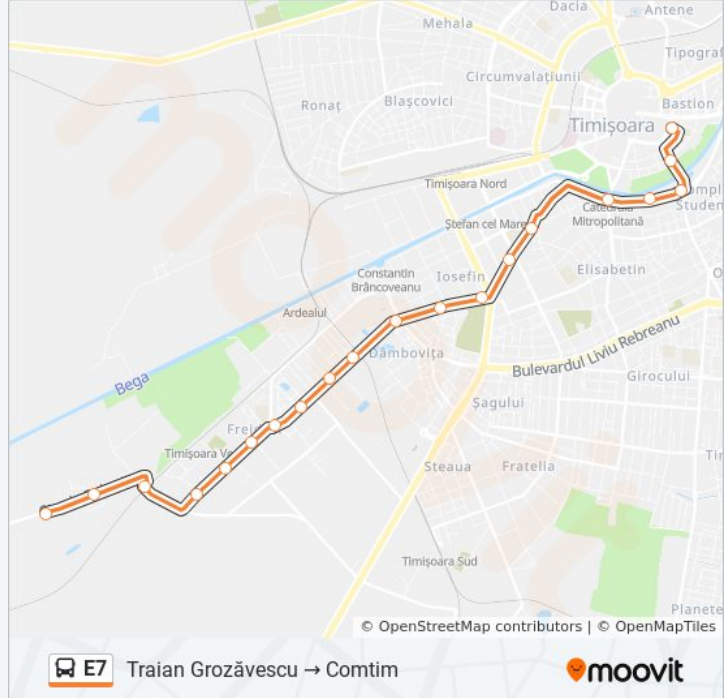 Dacia
Antene
Mehala
Tipograf
Circumvalațiunii
Ronaț
Blașcovici
Bastion
Timișoara
Timișoara Nord
Studen
Catedrala
Mitropolitană
Ștefan cel Mare
Constantin
Brâncoveanu
Iosefin
Elisabetin
Ardealul
Bega
Dâmbovița
Bulevardul Liviu Rebreanu
Girocului
Șagului
Freid
Timișoara Ve
Steaua
Fratelia
Timișoara Sud
Planete
© OpenStreetMap contributors | © OpenMapTiles
E7
Traian Grozăvescu → Comtim
moovit